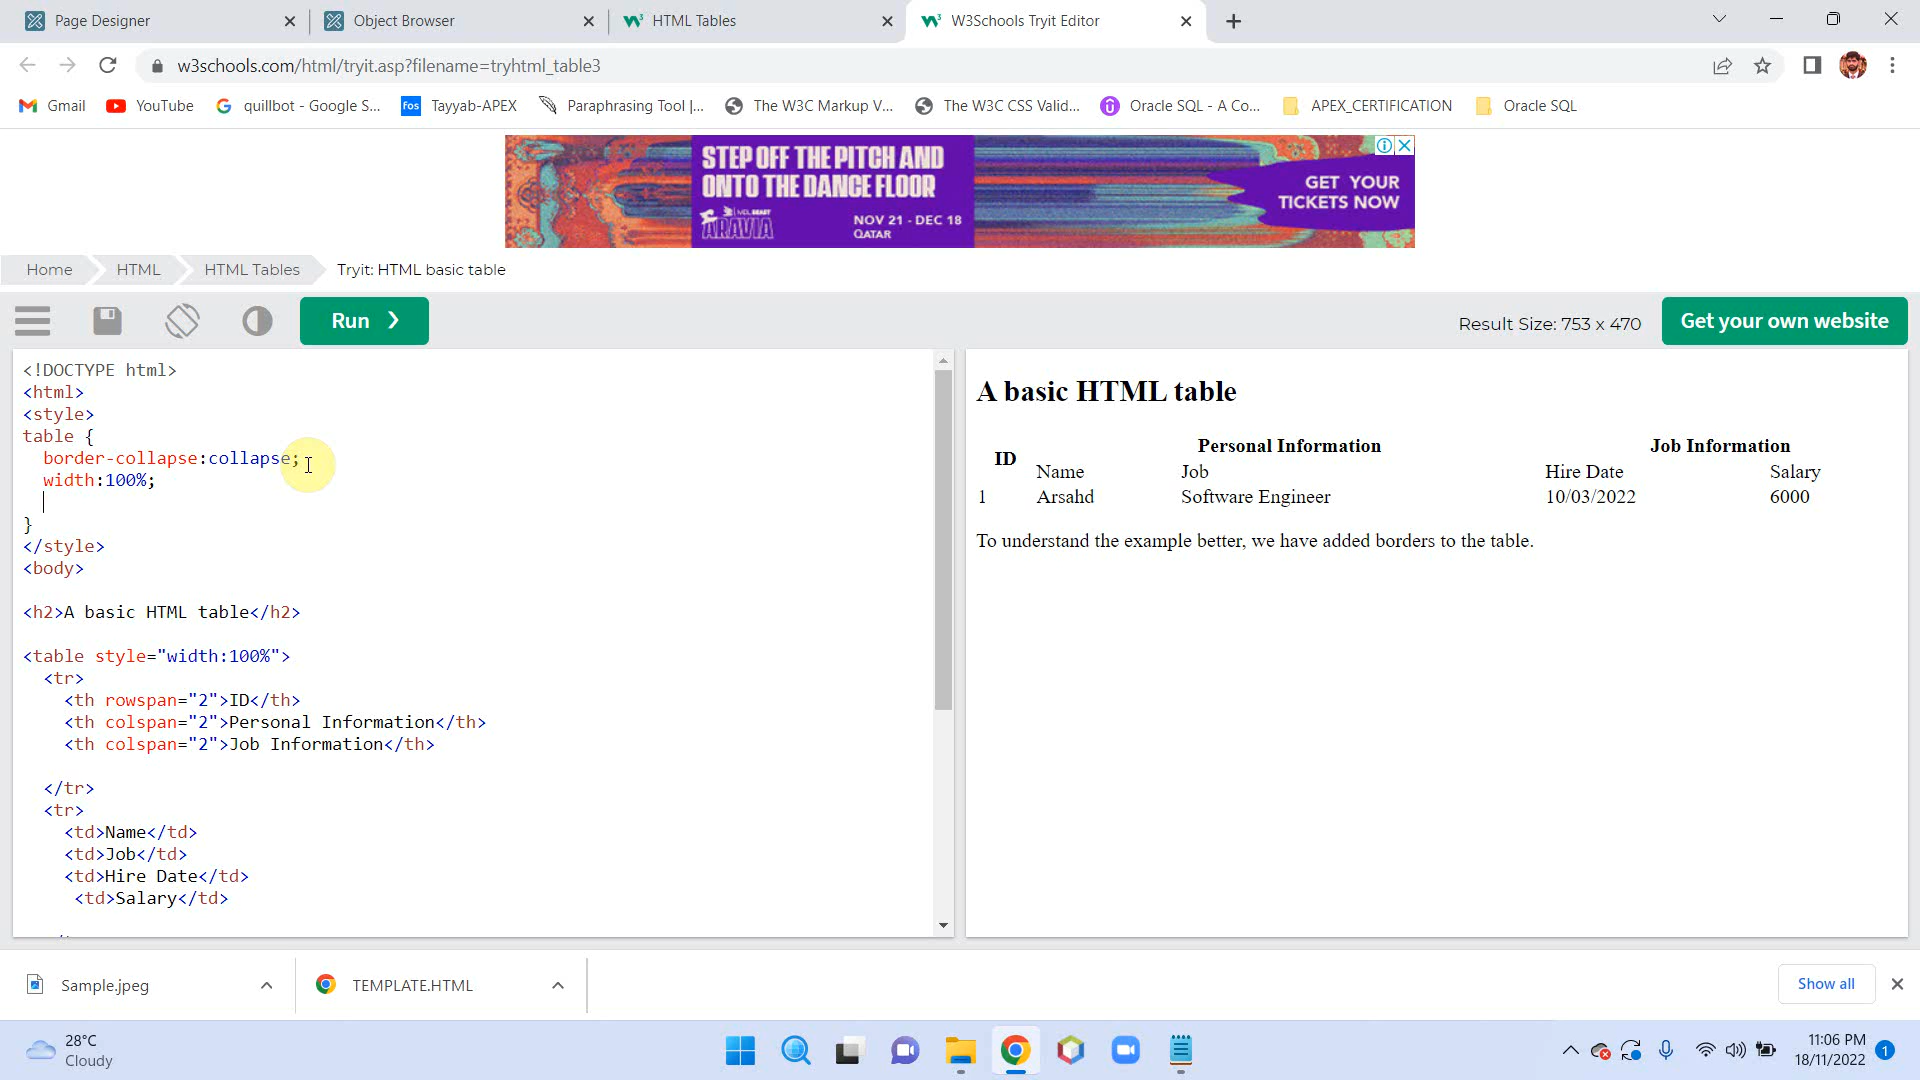 Page Designer
Object Browser
HTML Tables
W3Schools Tryit Editor
w3schools.com/html/tryit.asp?filename=tryhtml_table3
Gmail
YouTube
quillbot - Google S...
fos
Tayyab-APEX
Paraphrasing Tool |...
The W3C Markup V...
The W3C CSS Valid...
Oracle SQL - A Co...
APEX_CERTIFICATION
Oracle SQL
STEP OFF THE PITCH AND
ONTO THE DANCE FLOOR
ARAVIA
NOV 21 - DEC 18
QATAR
GET YOUR
TICKETS NOW
Home
HTML
HTML Tables
Tryit: HTML basic table
Run ❯
Result Size: 753 x 470
Get your own website
<!DOCTYPE html>
<html>
<style>
table {
border-collapse:collapse;
width:100%;
}
</style>
<body>
<h2>A basic HTML table</h2>
<table style="width:100%">
<tr>
<th rowspan="2">ID</th>
<th colspan="2">Personal Information</th>
<th colspan="2">Job Information</th>
</tr>
<tr>
<td>Name</td>
<td>Job</td>
<td>Hire Date</td>
<td>Salary</td>
A basic HTML table
ID
Personal Information
Job Information
Name
Job
Hire Date
Salary
1
Arsahd
Software Engineer
10/03/2022
6000
To understand the example better, we have added borders to the table.
Sample.jpeg
TEMPLATE.HTML
Show all
28°C
Cloudy
11:06 PM
18/11/2022
1